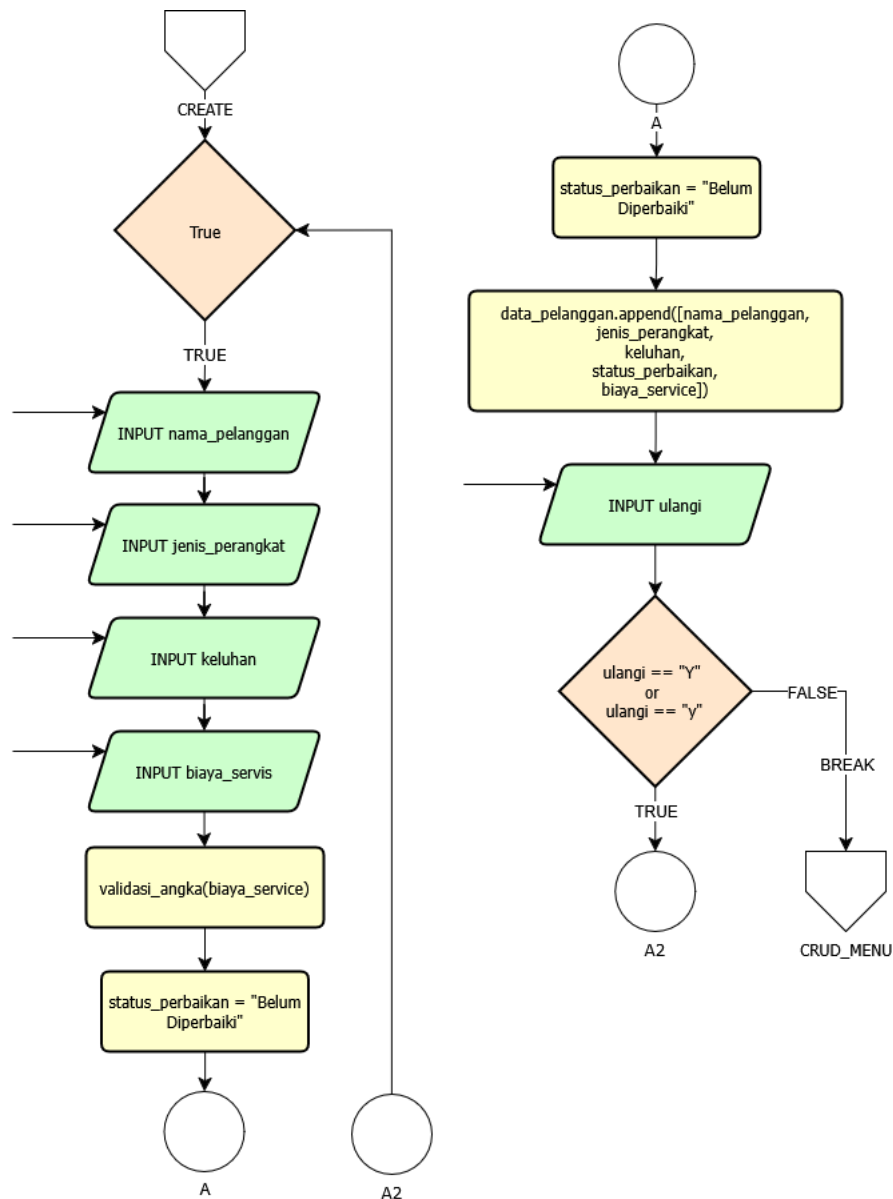 CREATE
True
TRUE
INPUT nama_pelanggan
INPUT jenis_perangkat
INPUT keluhan
INPUT biaya_servis
validasi_angka(biaya_service)
status_perbaikan = "Belum
Diperbaiki"
A
A2
A
status_perbaikan = "Belum
Diperbaiki"
data_pelanggan.append([nama_pelanggan,
jenis_perangkat,
keluhan,
status_perbaikan,
biaya_service])
INPUT ulangi
ulangi == "Y"
or
ulangi == "y"
FALSE
BREAK
TRUE
A2
CRUD_MENU